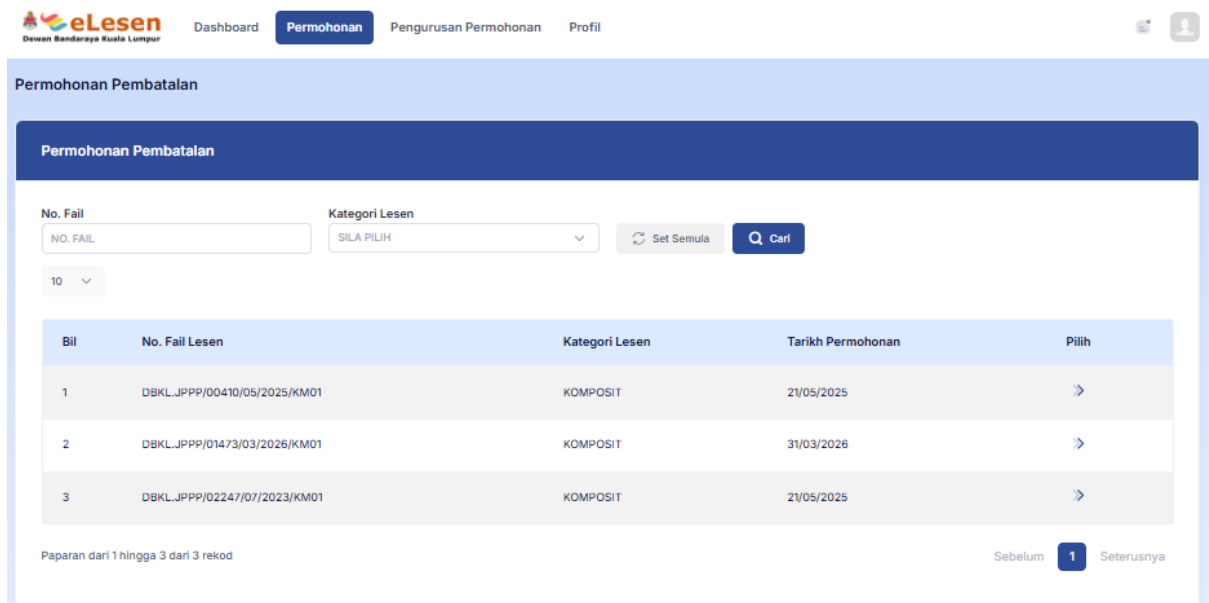 eLesen
Dewan Bandaraya Kuala Lumpur
Dashboard Permohonan Pengurusan Permohonan Profil
Permohonan Pembatalan
Permohonan Pembatalan
No. Fail Kategori Lesen
NO. FAIL SILA PILIH Set Semula Cari
10
Bil No. Fail Lesen Kategori Lesen Tarikh Permohonan Pilih
1 DBKL.JPPP/00410/05/2025/KM01 KOMPOSIT 21/05/2025
2 DBKL.JPPP/01473/03/2026/KM01 KOMPOSIT 31/03/2026
3 DBKL.JPPP/02247/07/2023/KM01 KOMPOSIT 21/05/2025
Paparan dari 1 hingga 3 dari 3 rekod Sebelum 1 Seterusnya